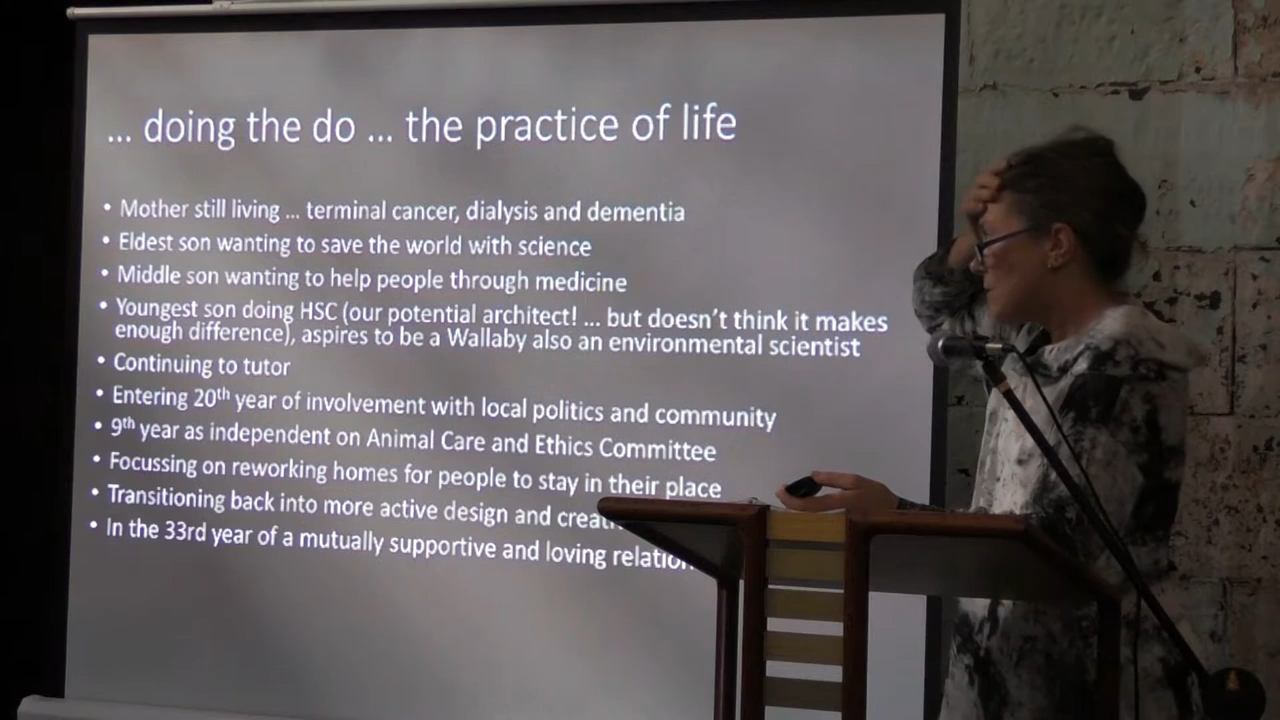 ... doing the do ... the practice of life
• Mother still living ... terminal cancer, dialysis and dementia
• Eldest son wanting to save the world with science
• Middle son wanting to help people through medicine
• Youngest son doing HSC (our potential architect! ... but doesn't think it makes
enough difference), aspires to be a Wallaby also an environmental scientist
• Continuing to tutor
• Entering 20th year of involvement with local politics and community
• 9th year as independent on Animal Care and Ethics Committee
• Focussing on reworking homes for people to stay in their place
• Transitioning back into more active design and
• In the 33rd year of a mutually supportive and loving